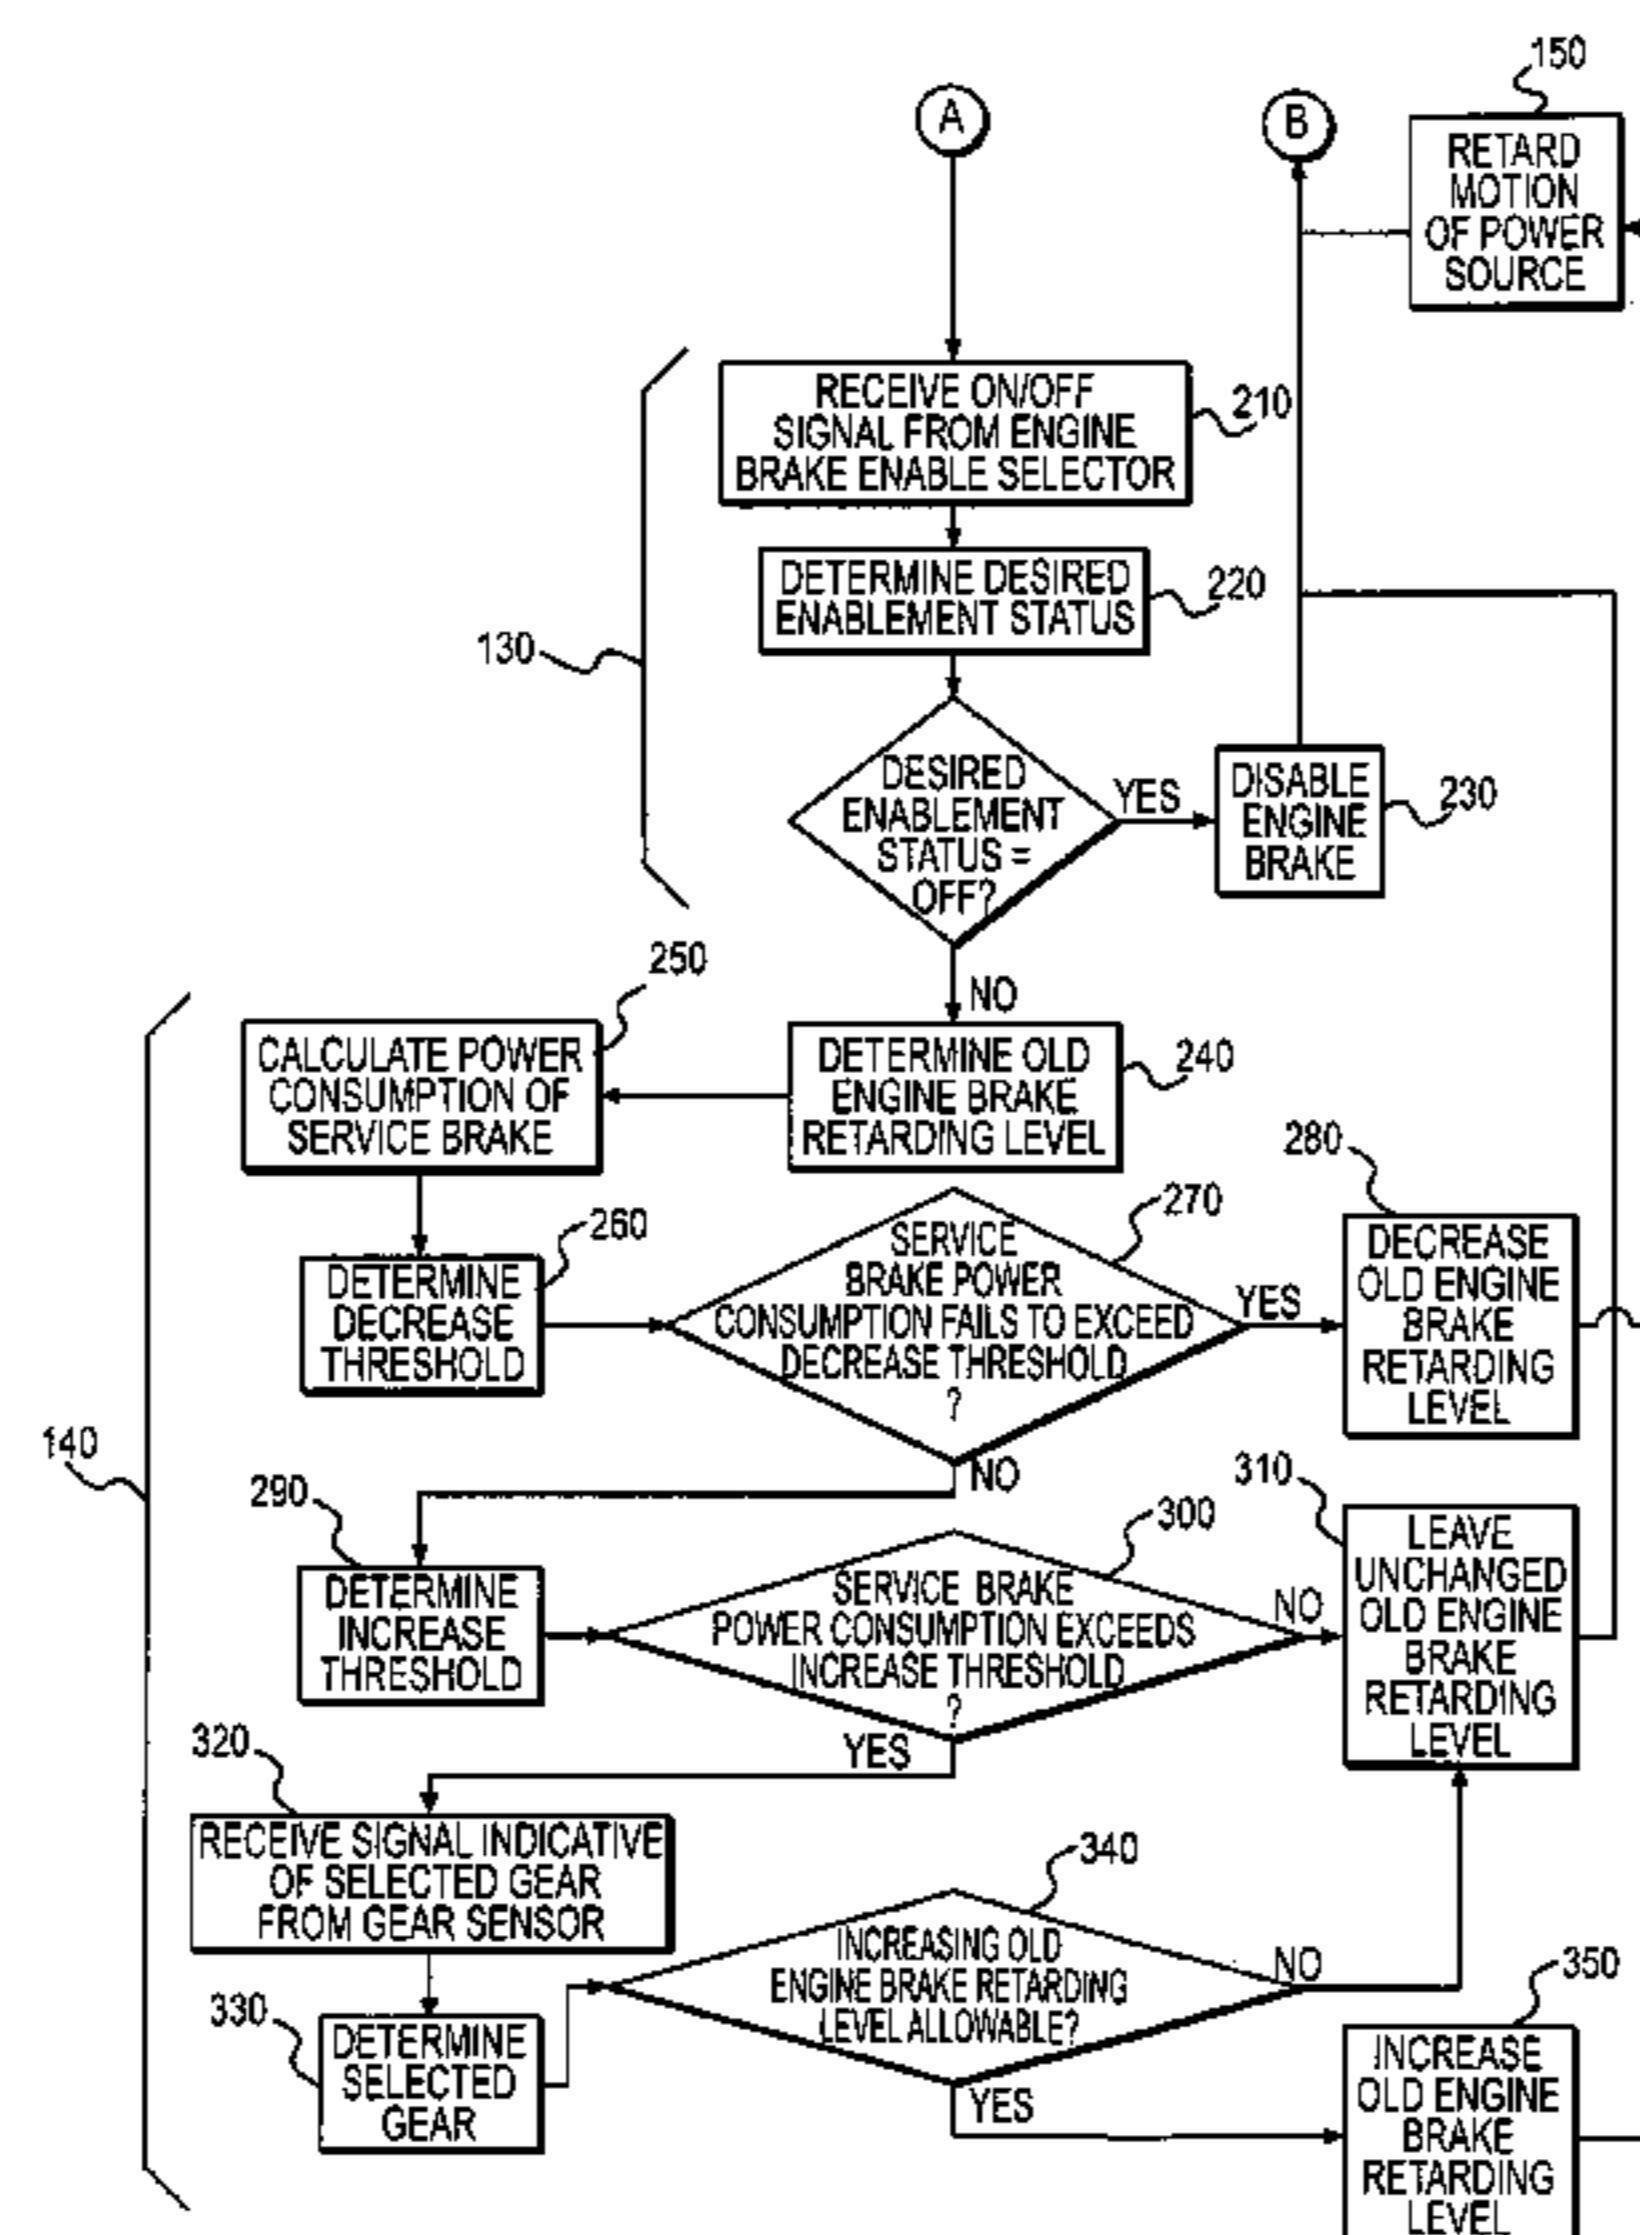 150
A
B
RETARD
MOTION
OF POWER
SOURCE
RECEIVE ON/OFF
SIGNAL FROM ENGINE
BRAKE ENABLE SELECTOR
210
DETERMINE DESIRED
ENABLEMENT STATUS
220
130
DESIRED
ENABLEMENT
STATUS =
OFF?
YES
DISABLE
ENGINE
BRAKE
230
NO
250
CALCULATE POWER
CONSUMPTION OF
SERVICE BRAKE
DETERMINE OLD
ENGINE BRAKE
RETARDING LEVEL
240
260
DETERMINE
DECREASE
THRESHOLD
270
SERVICE
BRAKE POWER
CONSUMPTION FAILS TO EXCEED
DECREASE THRESHOLD
?
YES
280
DECREASE
OLD ENGINE
BRAKE
RETARDING
LEVEL
NO
140
290
DETERMINE
INCREASE
THRESHOLD
300
SERVICE BRAKE
POWER CONSUMPTION EXCEEDS
INCREASE THRESHOLD
?
NO
310
LEAVE
UNCHANGED
OLD ENGINE
BRAKE
RETARDING
LEVEL
YES
320
RECEIVE SIGNAL INDICATIVE
OF SELECTED GEAR
FROM GEAR SENSOR
330
DETERMINE
SELECTED
GEAR
340
INCREASING OLD
ENGINE BRAKE RETARDING
LEVEL ALLOWABLE?
NO
YES
350
INCREASE
OLD ENGINE
BRAKE
RETARDING
LEVEL